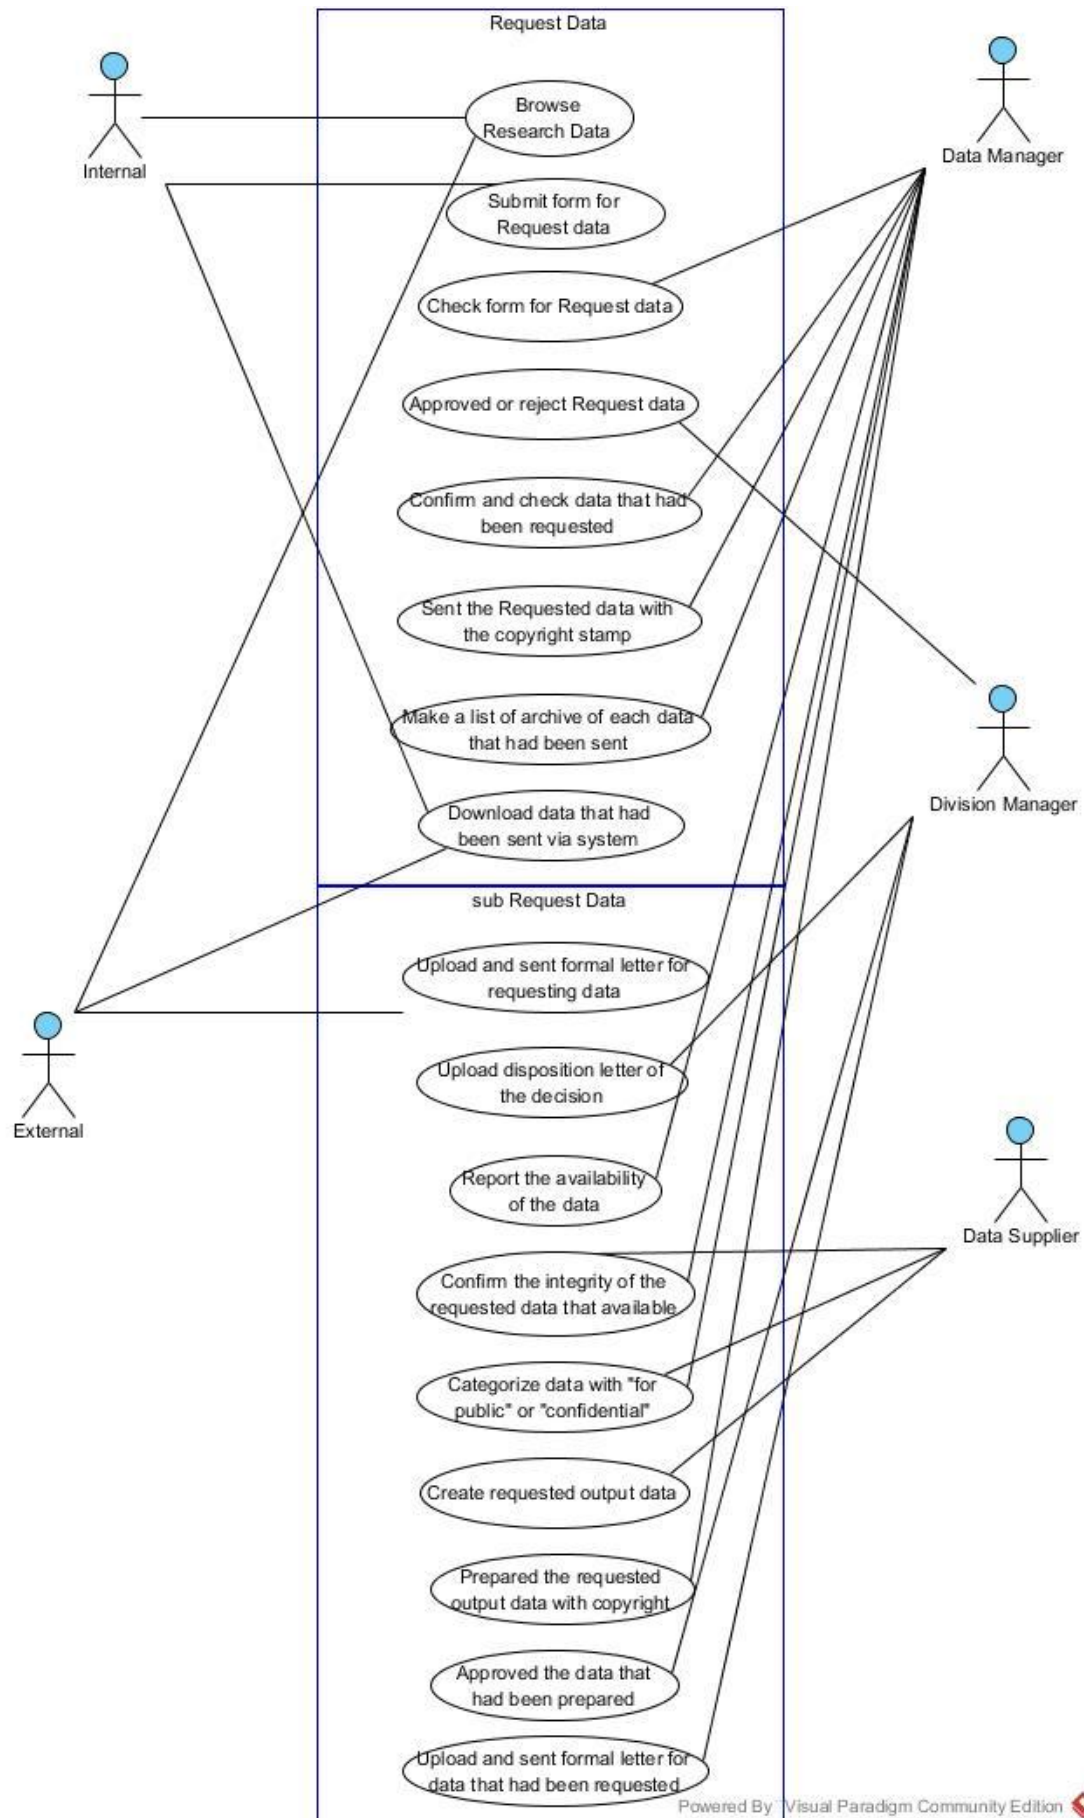 Request Data
Browse
Research Data
Internal
Data Manager
Submit form for
Request data
Check form for Request data
Approved or reject Request data
Confirm and check data that had
been requested
Sent the Requested data with
the copyright stamp
Make a list of archive of each data
that had been sent
Division Manager
Download data that had
been sent via system
sub Request Data
Upload and sent formal letter for
requesting data
Upload disposition letter of
the decision
External
Report the availability
of the data
Data Supplier
Confirm the integrity of the
requested data that available
Categorize data with "for
public" or "confidential"
Create requested output data
Prepared the requested
output data with copyright
Approved the data that
had been prepared
Upload and sent formal letter for
data that had been requested
Powered By Visual Paradigm Community Edition